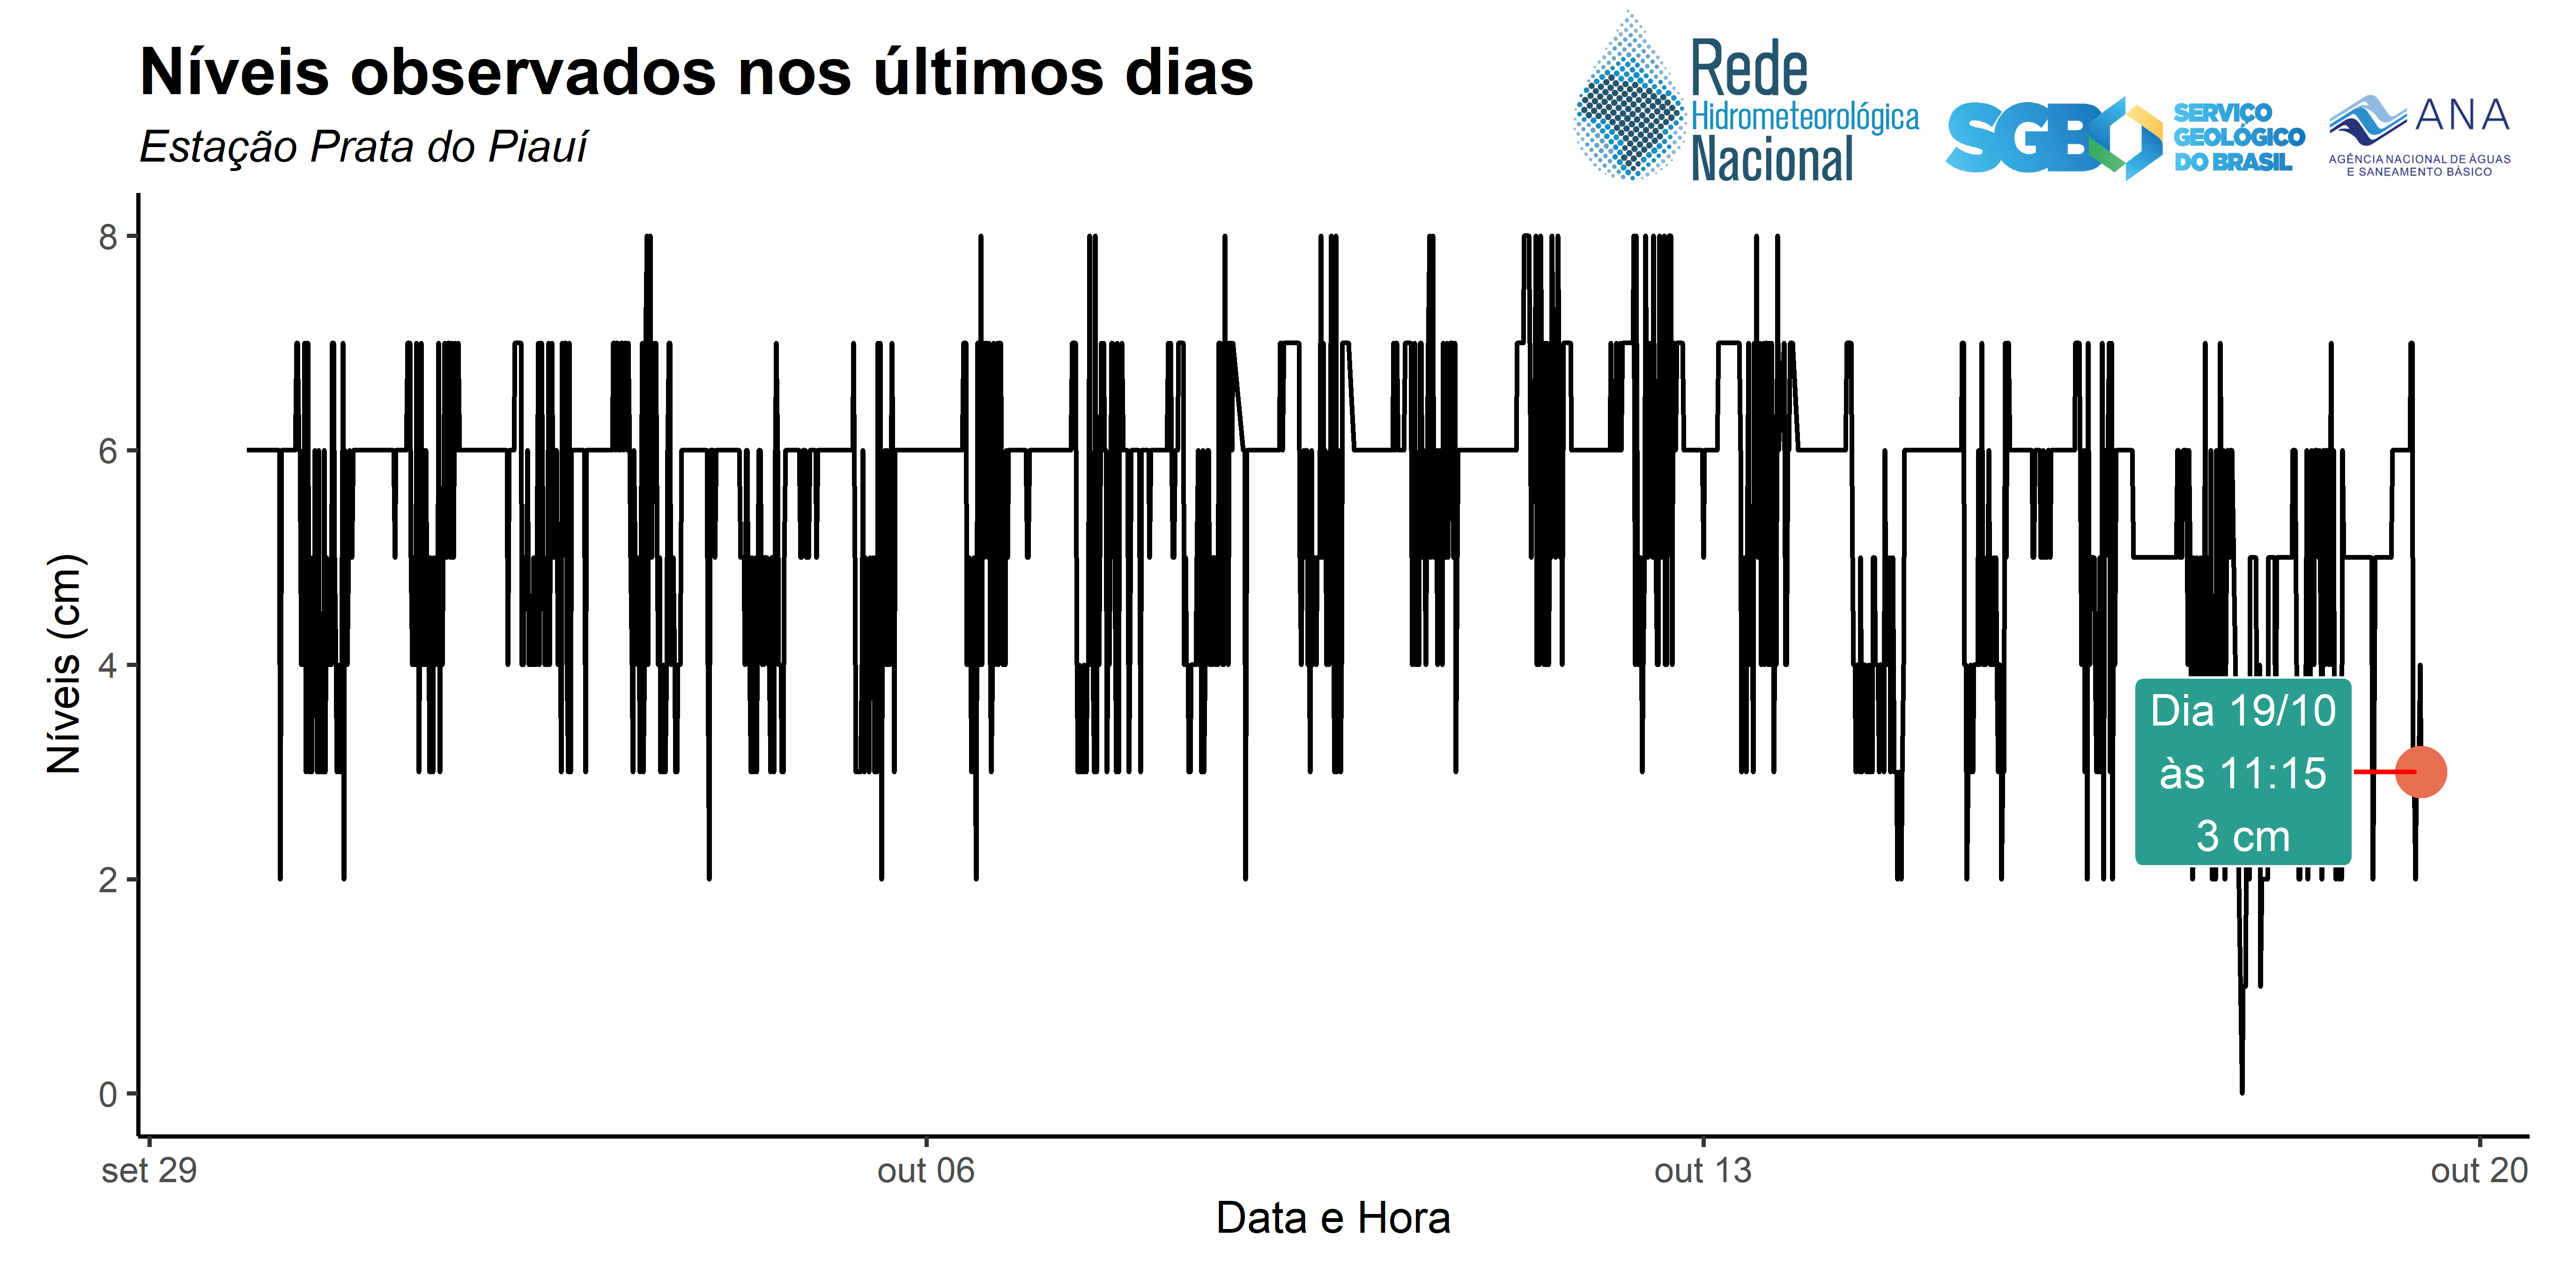 Níveis observados nos últimos dias
Estação Prata do Piauí
Rede
Hidrometeorológica
Nacional
SGB
SERVIÇO
GEOLÓGICO
DO BRASIL
ANA
AGÊNCIA NACIONAL DE ÁGUAS
E SANEAMENTO BÁSICO
Níveis (cm)
8
6
4
2
0
Dia 19/10
às 11:15
3 cm
set 29
out 06
out 13
out 20
Data e Hora